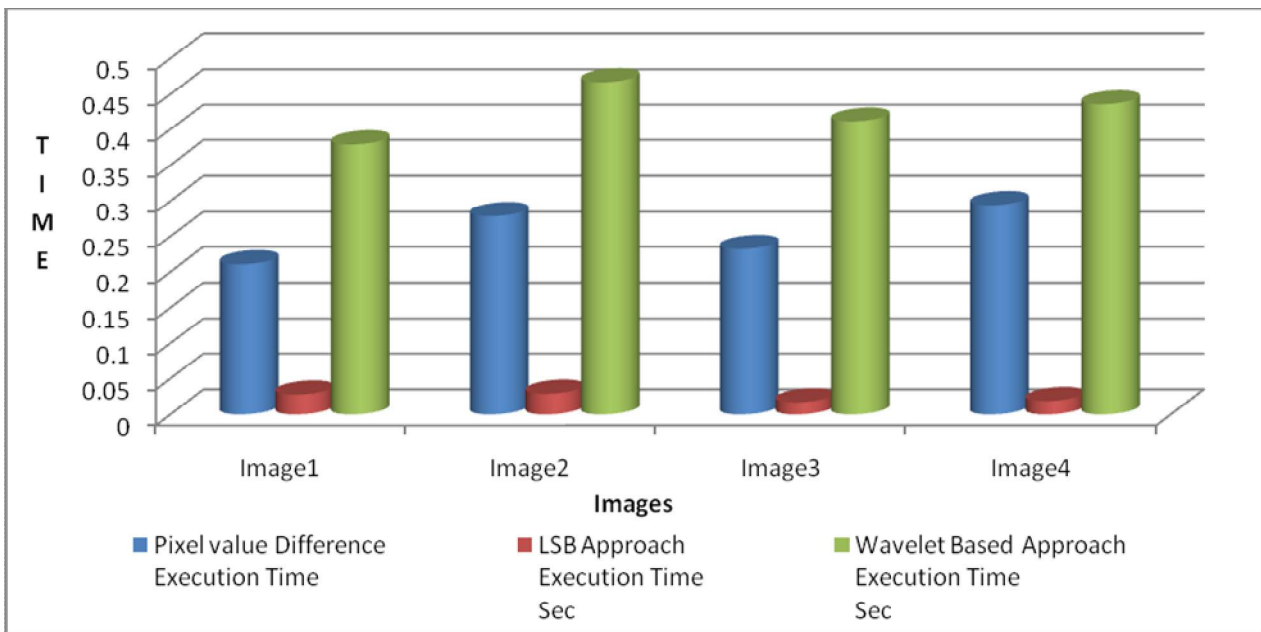 T
I
M
E
0.5
0.45
0.4
0.35
0.3
0.25
0.2
0.15
0.1
0.05
0
Image1
Image2
Image3
Image4
Images
Pixel value Difference
Execution Time
LSB Approach
Execution Time
Sec
Wavelet Based Approach
Execution Time
Sec